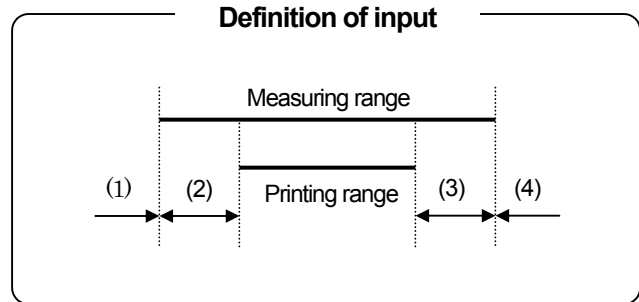 Definition of input
Measuring range
(1) (2) Printing range (3) (4)